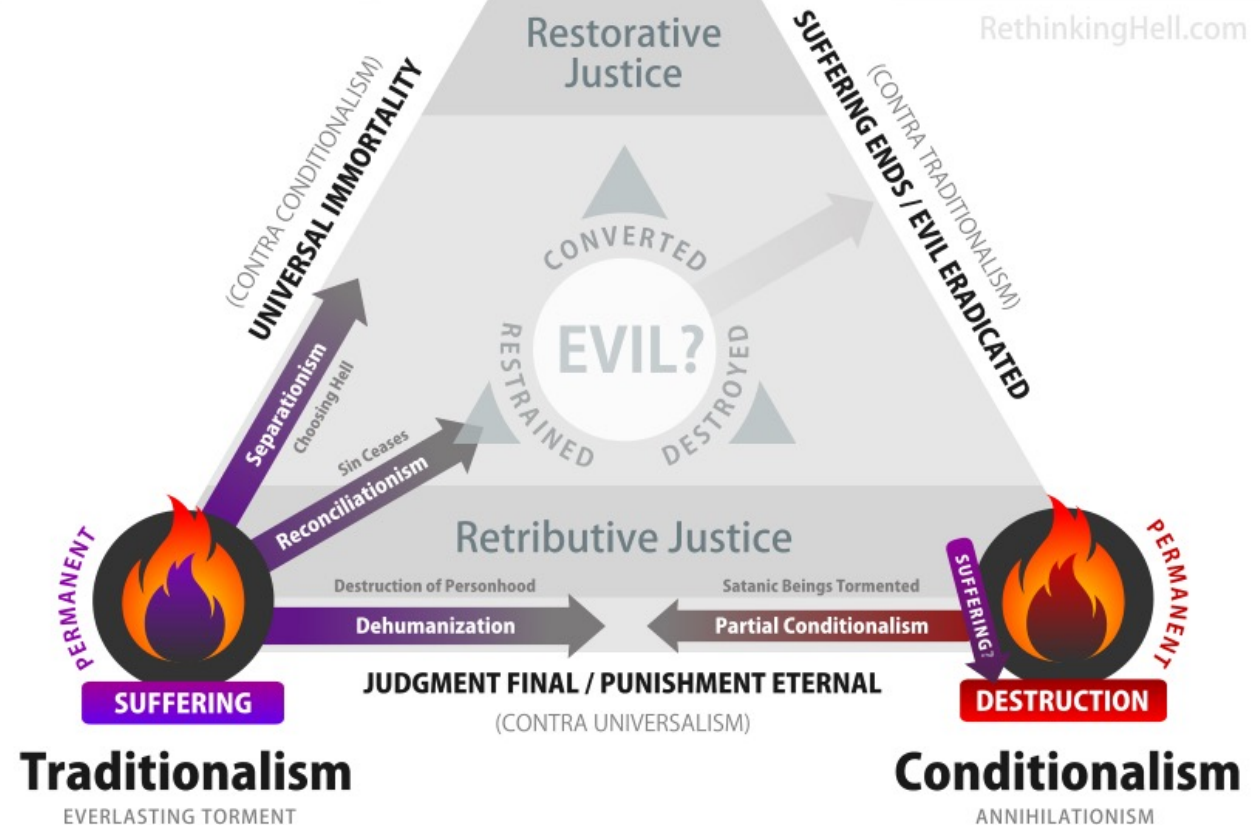 RethinkingHell.com
Restorative
Justice
(CONTRA CONDITIONALISM)
UNIVERSAL IMMORTALITY
SUFFERING ENDS / EVIL ERADICATED
(CONTRA TRADITIONALISM)
CONVERTED
EVIL?
RESTRAINED
DESTROYED
Separationism
Choosing Hell
Sin Ceases
Reconciliationism
Retributive Justice
Destruction of Personhood
Dehumanization
Satanic Beings Tormented
Partial Conditionalism
PERMANENT
SUFFERING
SUFFERING?
PERMANENT
DESTRUCTION
JUDGMENT FINAL / PUNISHMENT ETERNAL
(CONTRA UNIVERSALISM)
Traditionalism
EVERLASTING TORMENT
Conditionalism
ANNIHILATIONISM